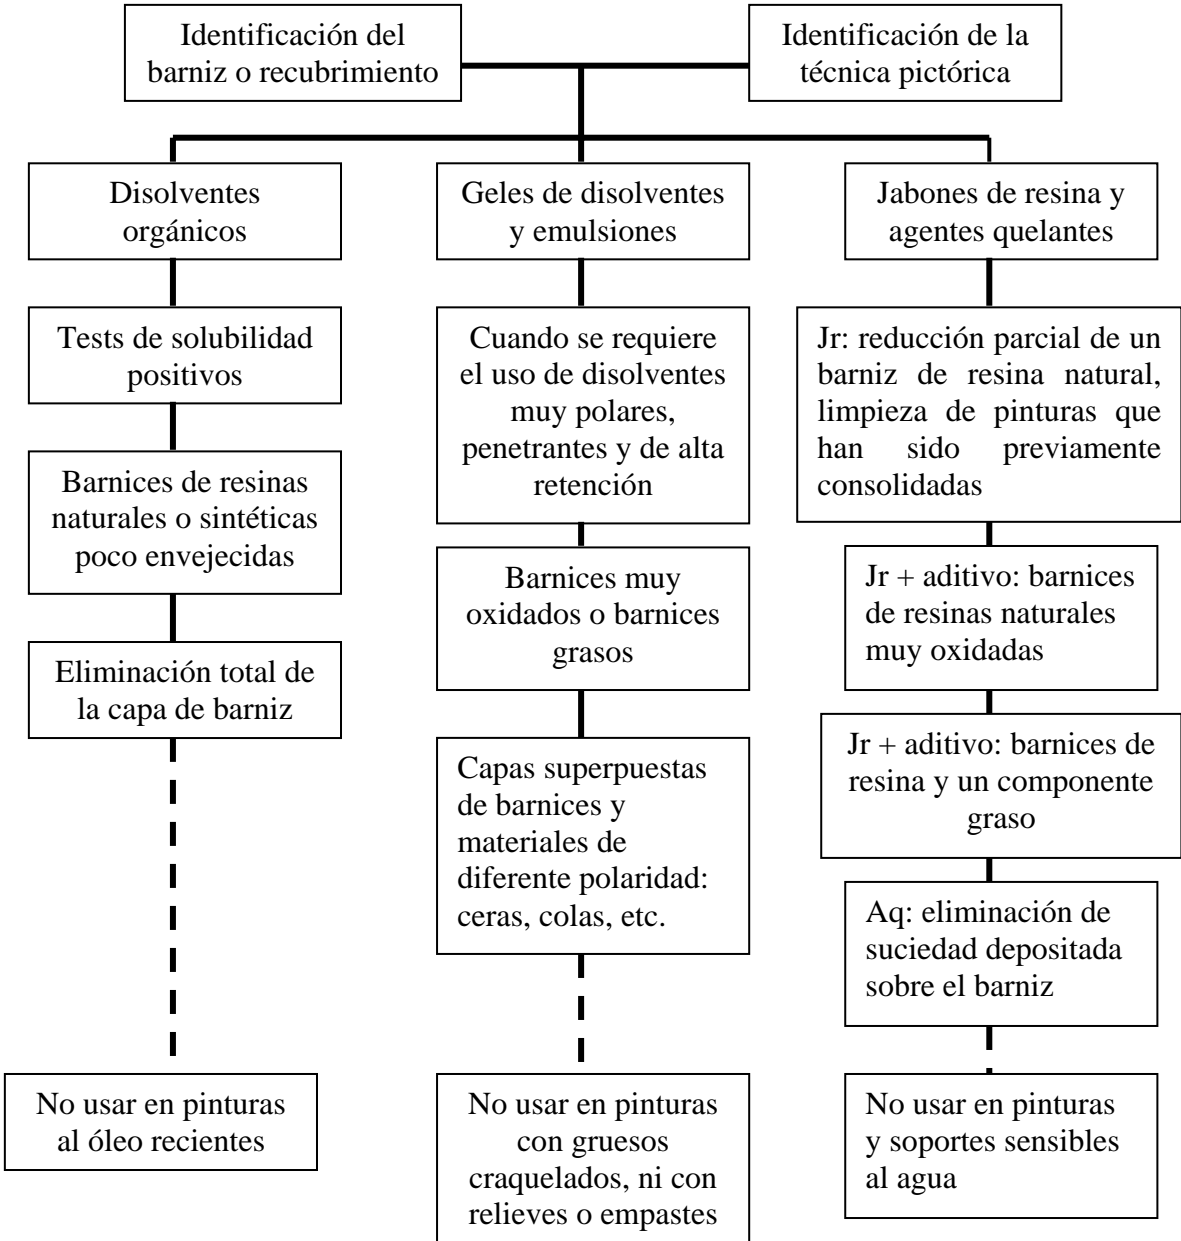 Identificación del
barniz o recubrimiento
Identificación de la
técnica pictórica
Disolventes
orgánicos
Geles de disolventes
y emulsiones
Jabones de resina y
agentes quelantes
Tests de solubilidad
positivos
Cuando se requiere
el uso de disolventes
muy polares,
penetrantes y de alta
retención
Jr: reducción parcial de un
barniz de resina natural,
limpieza de pinturas que
han sido previamente
consolidadas
Barnices de resinas
naturales o sintéticas
poco envejecidas
Barnices muy
oxidados o barnices
grasos
Jr + aditivo: barnices
de resinas naturales
muy oxidadas
Eliminación total de
la capa de barniz
Capas superpuestas
de barnices y
materiales de
diferente polaridad:
ceras, colas, etc.
Jr + aditivo: barnices de
resina y un componente
graso
Aq: eliminación de
suciedad depositada
sobre el barniz
No usar en pinturas
al óleo recientes
No usar en pinturas
con gruesos
craquelados, ni con
relieves o empastes
No usar en pinturas
y soportes sensibles
al agua